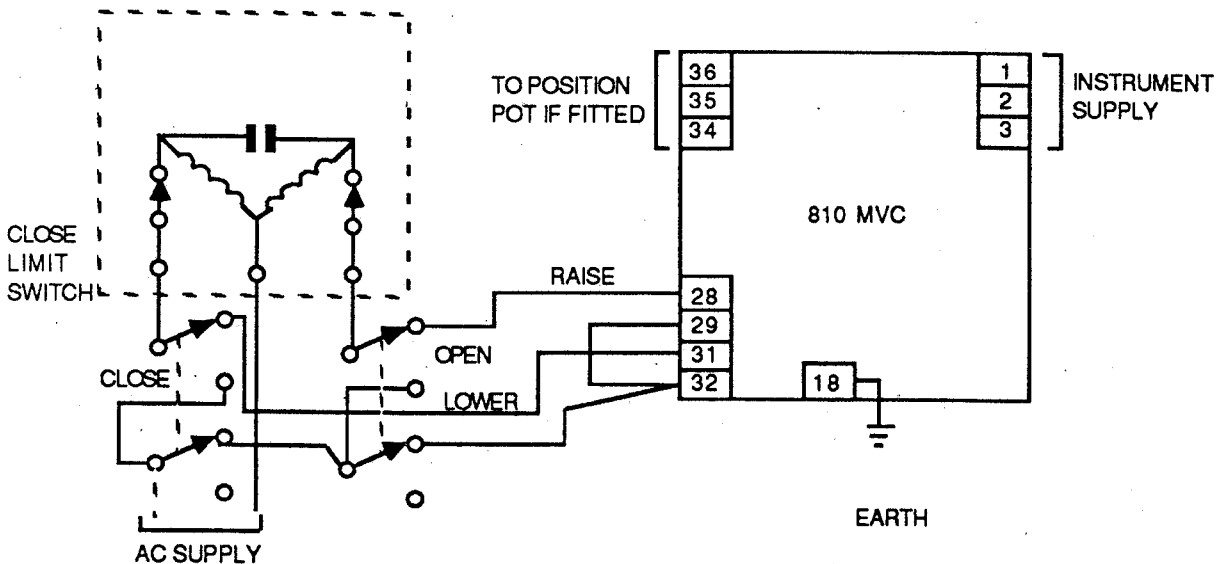 TO POSITION
POT IF FITTED
36
35
34
1
2
3
INSTRUMENT
SUPPLY
810 MVC
CLOSE
LIMIT
SWITCH
RAISE
28
29
31
32
OPEN
CLOSE
LOWER
18
EARTH
AC SUPPLY